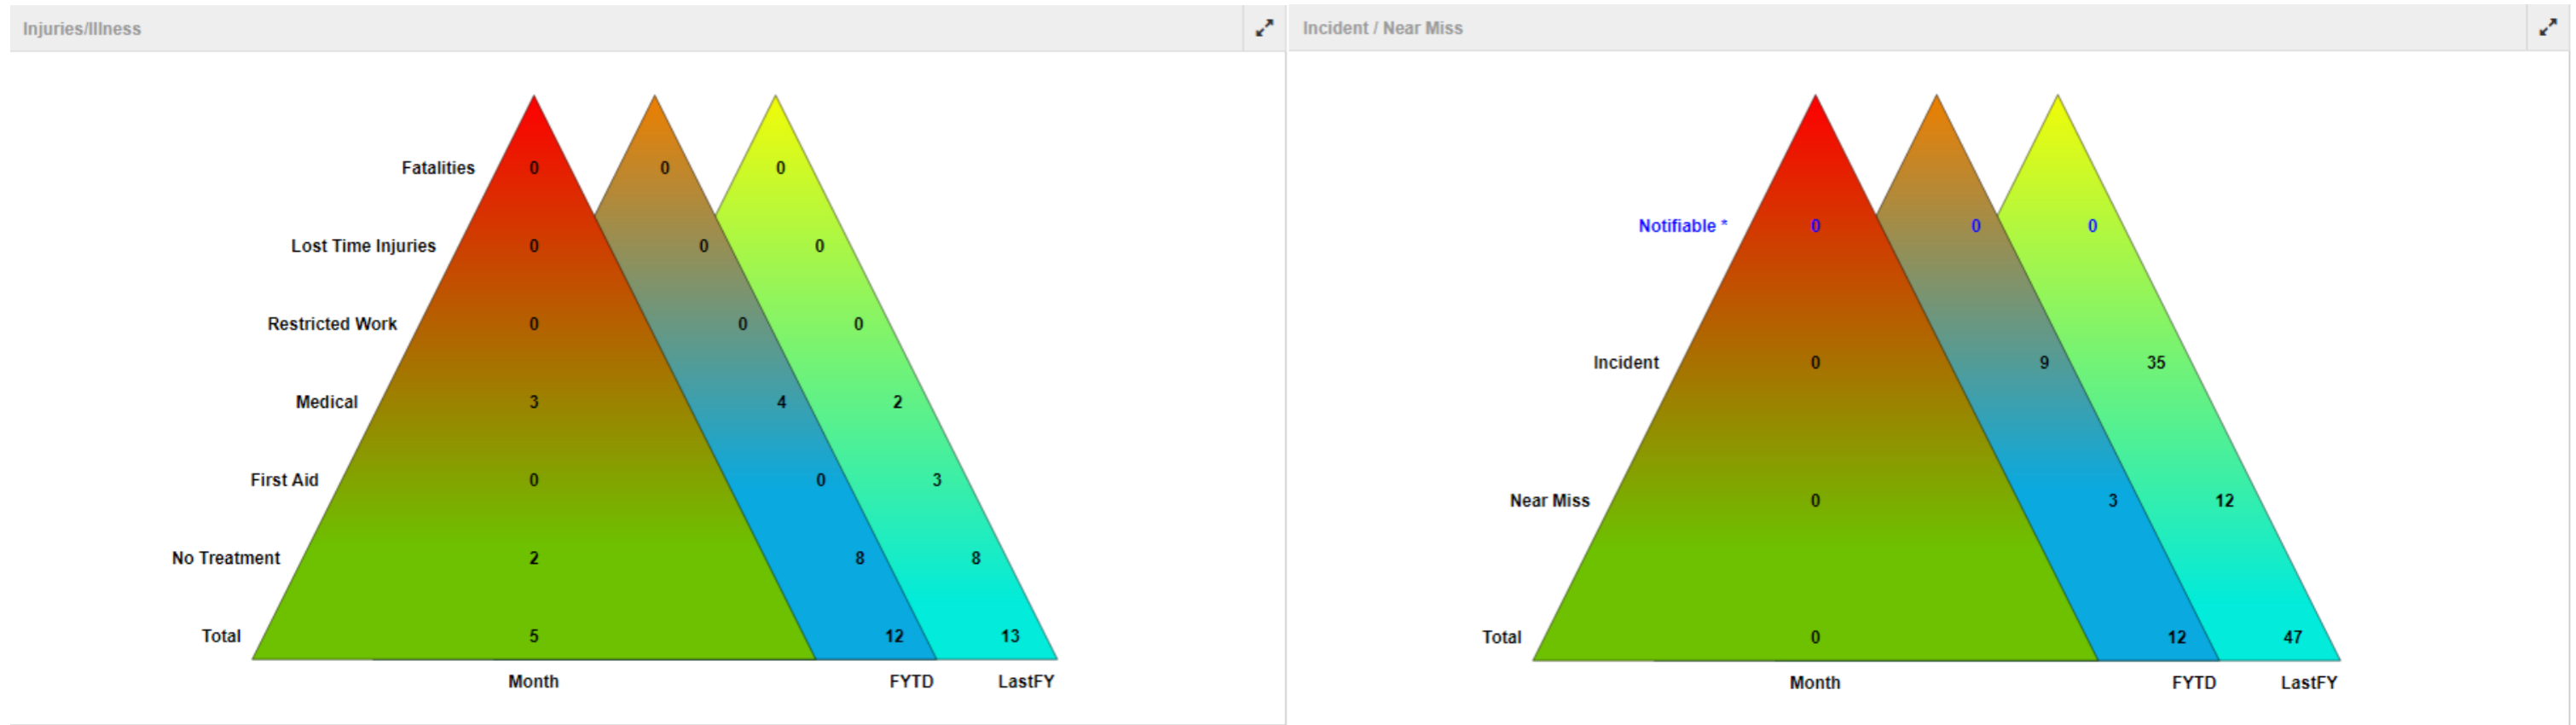 Injuries/Illness
Fatalities 0 0 0
Lost Time Injuries 0 0 0
Restricted Work 0 0 0
Medical 3 4 2
First Aid 0 0 3
No Treatment 2 8 8
Total 5 12 13
Month FYTD LastFY
Incident / Near Miss
Notifiable * 0 0 0
Incident 0 9 35
Near Miss 0 3 12
Total 0 12 47
Month FYTD LastFY